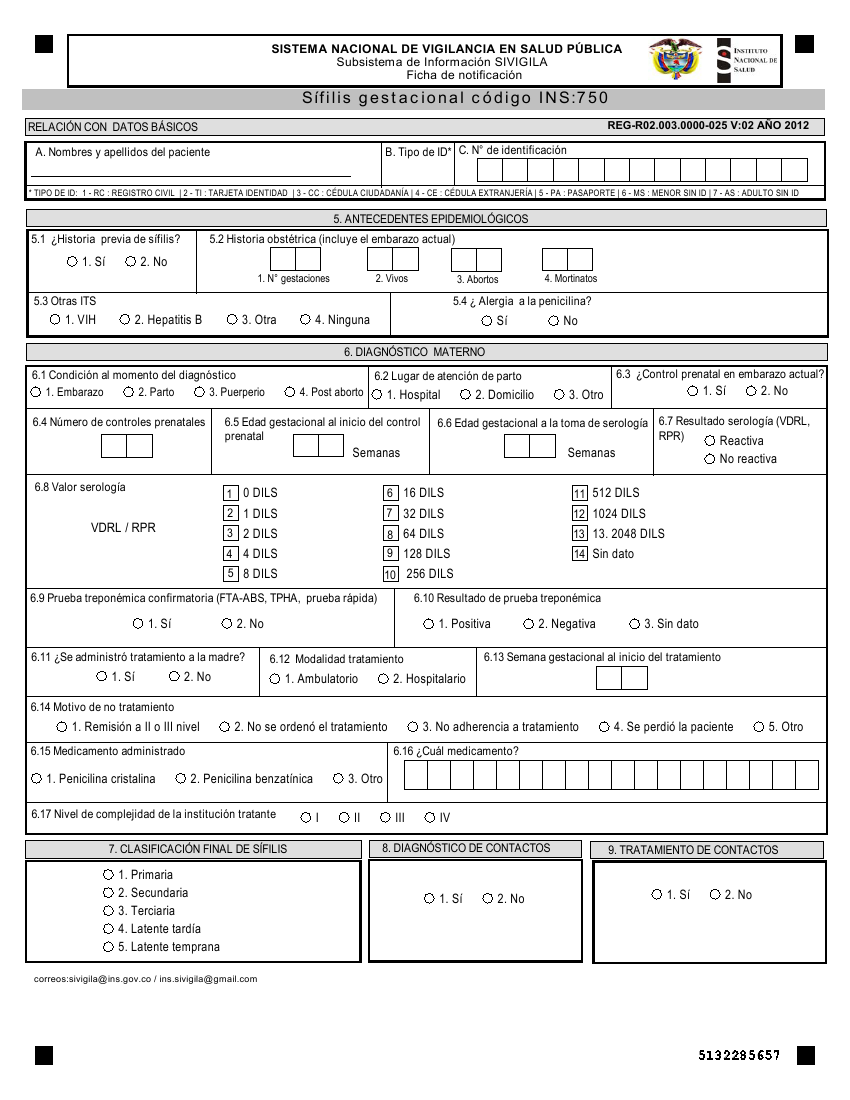 SISTEMA NACIONAL DE VIGILANCIA EN SALUD PÚBLICA
Subsistema de Información SIVIGILA
Ficha de notificación
INSTITUTO
NACIONAL DE
SALUD
Sífilis gestacional código INS:750
RELACIÓN CON DATOS BÁSICOS REG-R02.003.0000-025 V:02 AÑO 2012
A. Nombres y apellidos del paciente B. Tipo de ID* C. N° de identificación
* TIPO DE ID: 1 - RC : REGISTRO CIVIL | 2 - TI : TARJETA IDENTIDAD | 3 - CC : CÉDULA CIUDADANÍA | 4 - CE : CÉDULA EXTRANJERÍA | 5 - PA : PASAPORTE | 6 - MS : MENOR SIN ID | 7 - AS : ADULTO SIN ID
5. ANTECEDENTES EPIDEMIOLÓGICOS
5.1 ¿Historia previa de sífilis? 5.2 Historia obstétrica (incluye el embarazo actual)
1. Sí 2. No
1. N° gestaciones 2. Vivos 3. Abortos 4. Mortinatos
5.3 Otras ITS 5.4 ¿ Alergia a la penicilina?
1. VIH 2. Hepatitis B 3. Otra 4. Ninguna Sí No
6. DIAGNÓSTICO MATERNO
6.1 Condición al momento del diagnóstico 6.2 Lugar de atención de parto 6.3 ¿Control prenatal en embarazo actual?
1. Embarazo 2. Parto 3. Puerperio 4. Post aborto 1. Hospital 2. Domicilio 3. Otro 1. Sí 2. No
6.4 Número de controles prenatales 6.5 Edad gestacional al inicio del control prenatal Semanas 6.6 Edad gestacional a la toma de serología Semanas 6.7 Resultado serología (VDRL, RPR) Reactiva
No reactiva
6.8 Valor serología
VDRL / RPR
1 0 DILS 6 16 DILS 11 512 DILS
2 1 DILS 7 32 DILS 12 1024 DILS
3 2 DILS 8 64 DILS 13 13. 2048 DILS
4 4 DILS 9 128 DILS 14 Sin dato
5 8 DILS 10 256 DILS
6.9 Prueba treponémica confirmatoria (FTA-ABS, TPHA, prueba rápida) 6.10 Resultado de prueba treponémica
1. Sí 2. No 1. Positiva 2. Negativa 3. Sin dato
6.11 ¿Se administró tratamiento a la madre? 6.12 Modalidad tratamiento 6.13 Semana gestacional al inicio del tratamiento
1. Sí 2. No 1. Ambulatorio 2. Hospitalario
6.14 Motivo de no tratamiento
1. Remisión a II o III nivel 2. No se ordenó el tratamiento 3. No adherencia a tratamiento 4. Se perdió la paciente 5. Otro
6.15 Medicamento administrado 6.16 ¿Cuál medicamento?
1. Penicilina cristalina 2. Penicilina benzatínica 3. Otro
6.17 Nivel de complejidad de la institución tratante I II III IV
7. CLASIFICACIÓN FINAL DE SÍFILIS 8. DIAGNÓSTICO DE CONTACTOS 9. TRATAMIENTO DE CONTACTOS
1. Primaria
2. Secundaria
3. Terciaria
4. Latente tardía
5. Latente temprana
1. Sí 2. No
1. Sí 2. No
correos:sivigila@ins.gov.co / ins.sivigila@gmail.com
5132285657